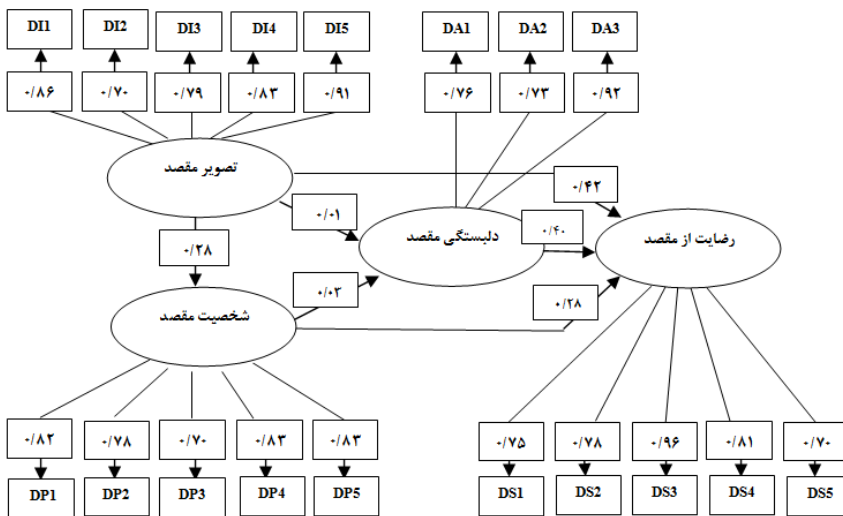 DI1 DI2 DI3 DI4 DI5 DA1 DA2 DA3
۰/۸۶ ۰/۷۰ ۰/۷۹ ۰/۸۳ ۰/۹۱ ۰/۷۶ ۰/۷۳ ۰/۹۲
تصویر مقصد
۰/۴۲
۰/۰۱
دلبستگی مقصد
۰/۴۰
رضایت از مقصد
۰/۲۸
۰/۰۳
۰/۲۸
شخصیت مقصد
۰/۸۲ ۰/۷۸ ۰/۷۰ ۰/۸۳ ۰/۸۳ ۰/۷۵ ۰/۷۸ ۰/۹۶ ۰/۸۱ ۰/۷۰
DP1 DP2 DP3 DP4 DP5 DS1 DS2 DS3 DS4 DS5